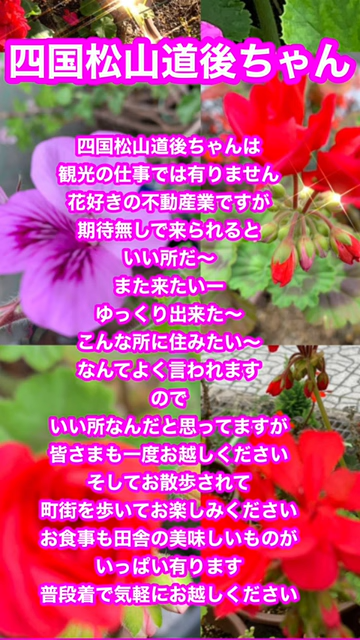 四国松山道後ちゃん
四国松山道後ちゃんは
観光の仕事では有りません
花好きの不動産業ですが
期待無しで来られると
いい所だ〜
また来たいー
ゆっくり出来た〜
こんな所に住みたい〜
なんてよく言われます
ので
いい所なんだと思ってますが
皆さまも一度お越しください
そしてお散歩されて
町街を歩いてお楽しみください
お食事も田舎の美味しいものが
いっぱい有ります
普段着で気軽にお越しください